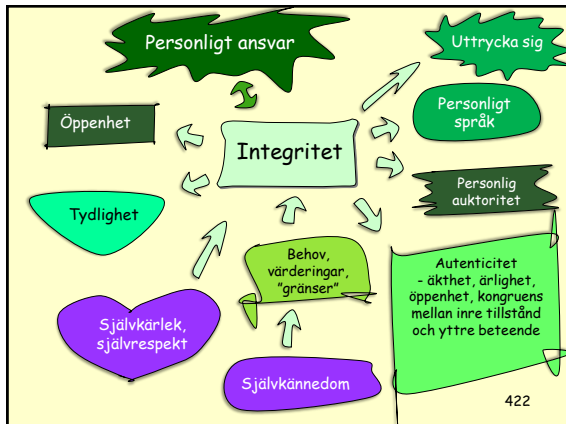 Personligt ansvar
Uttrycka sig
Öppenhet
Personligt
språk
Integritet
Personlig
auktoritet
Tydlighet
Behov,
värderingar,
"gränser"
Autenticitet
- äkthet, ärlighet,
öppenhet, kongruens
mellan inre tillstånd
och yttre beteende
Självkärlek,
självrespekt
Självkännedom
422